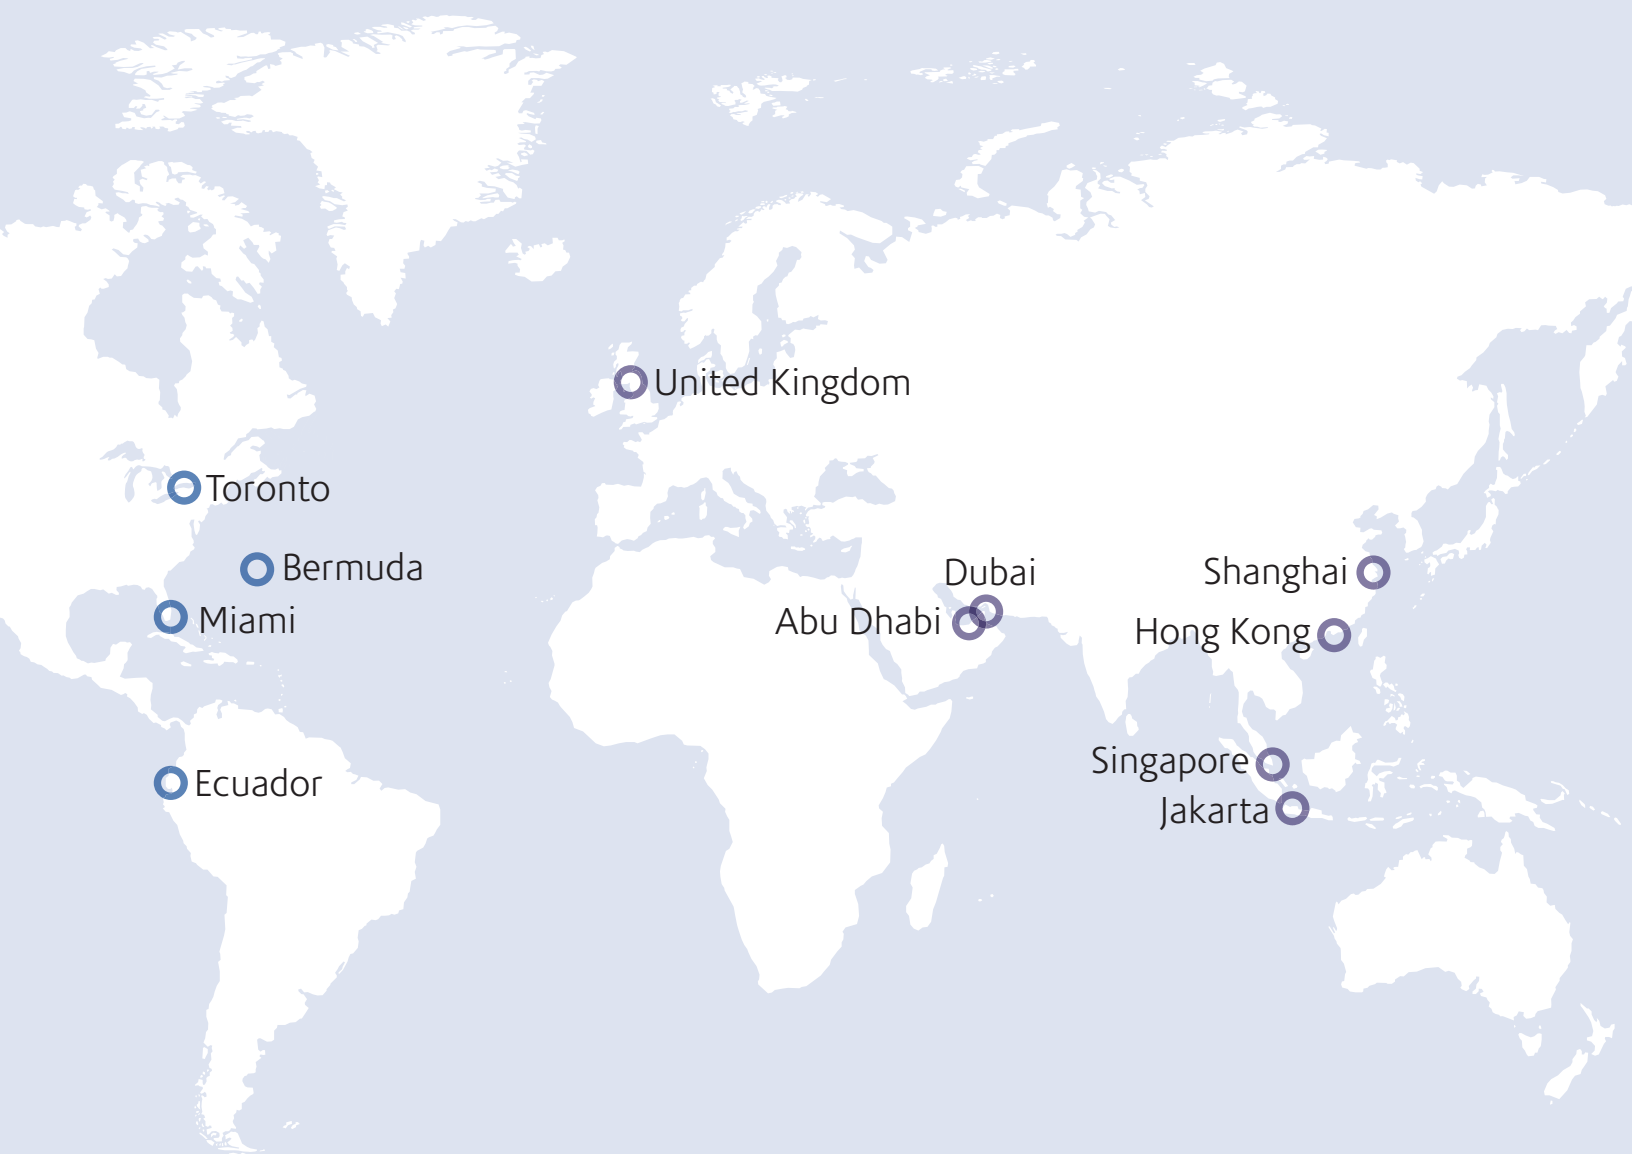 United Kingdom
Toronto
Bermuda
Dubai
Shanghai
Miami
Abu Dhabi
Hong Kong
Singapore
Ecuador
Jakarta